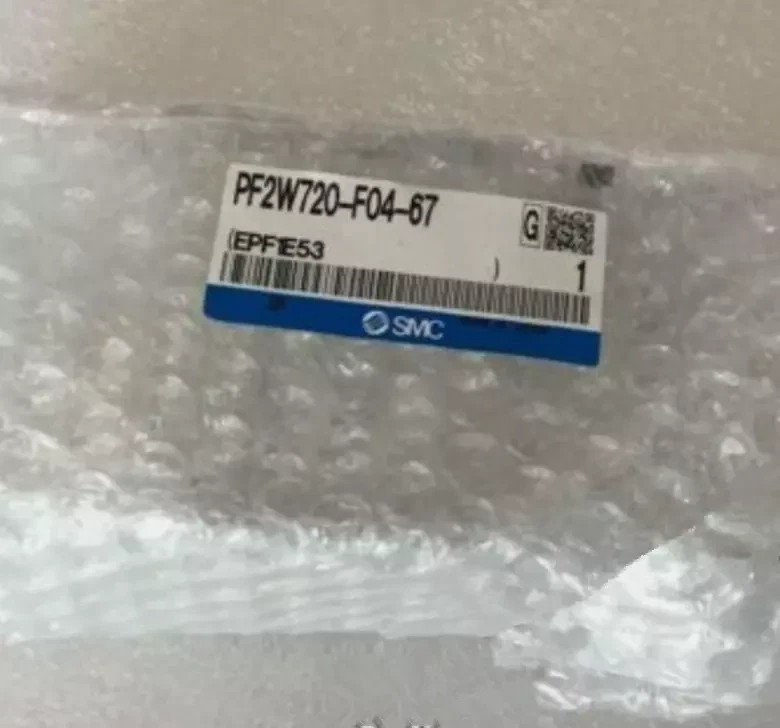 PF2W720-F04-67
G
(EPF1E53 )
1
SMC